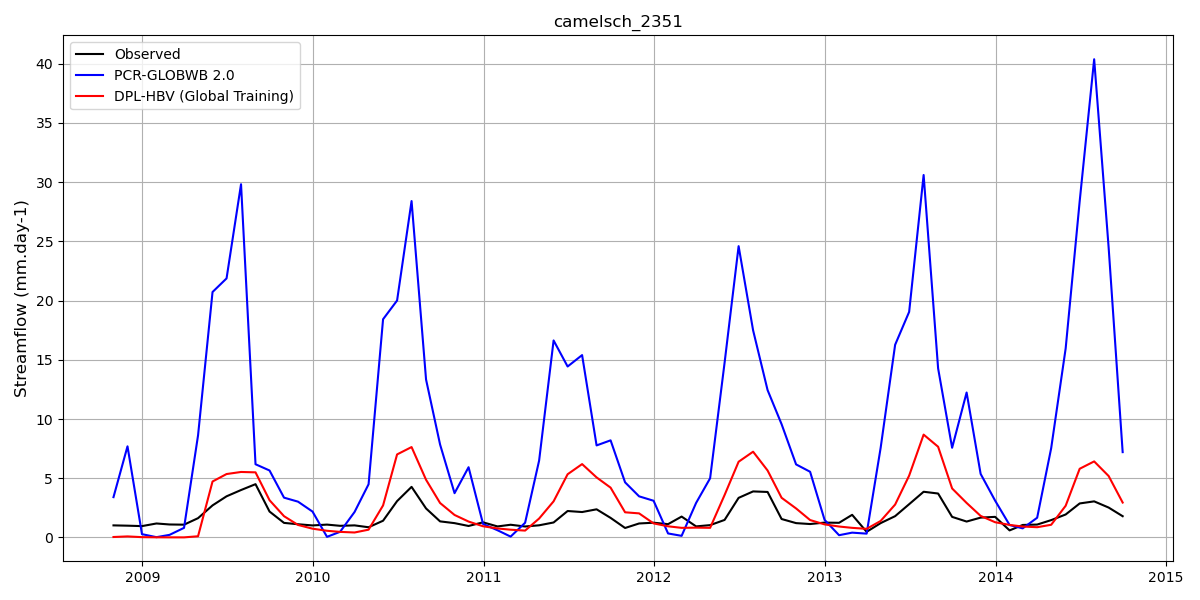 camelsch_2351
Observed
PCR-GLOBWB 2.0
DPL-HBV (Global Training)
Streamflow (mm.day-1)
40
35
30
25
20
15
10
5
0
2009 2010 2011 2012 2013 2014 2015